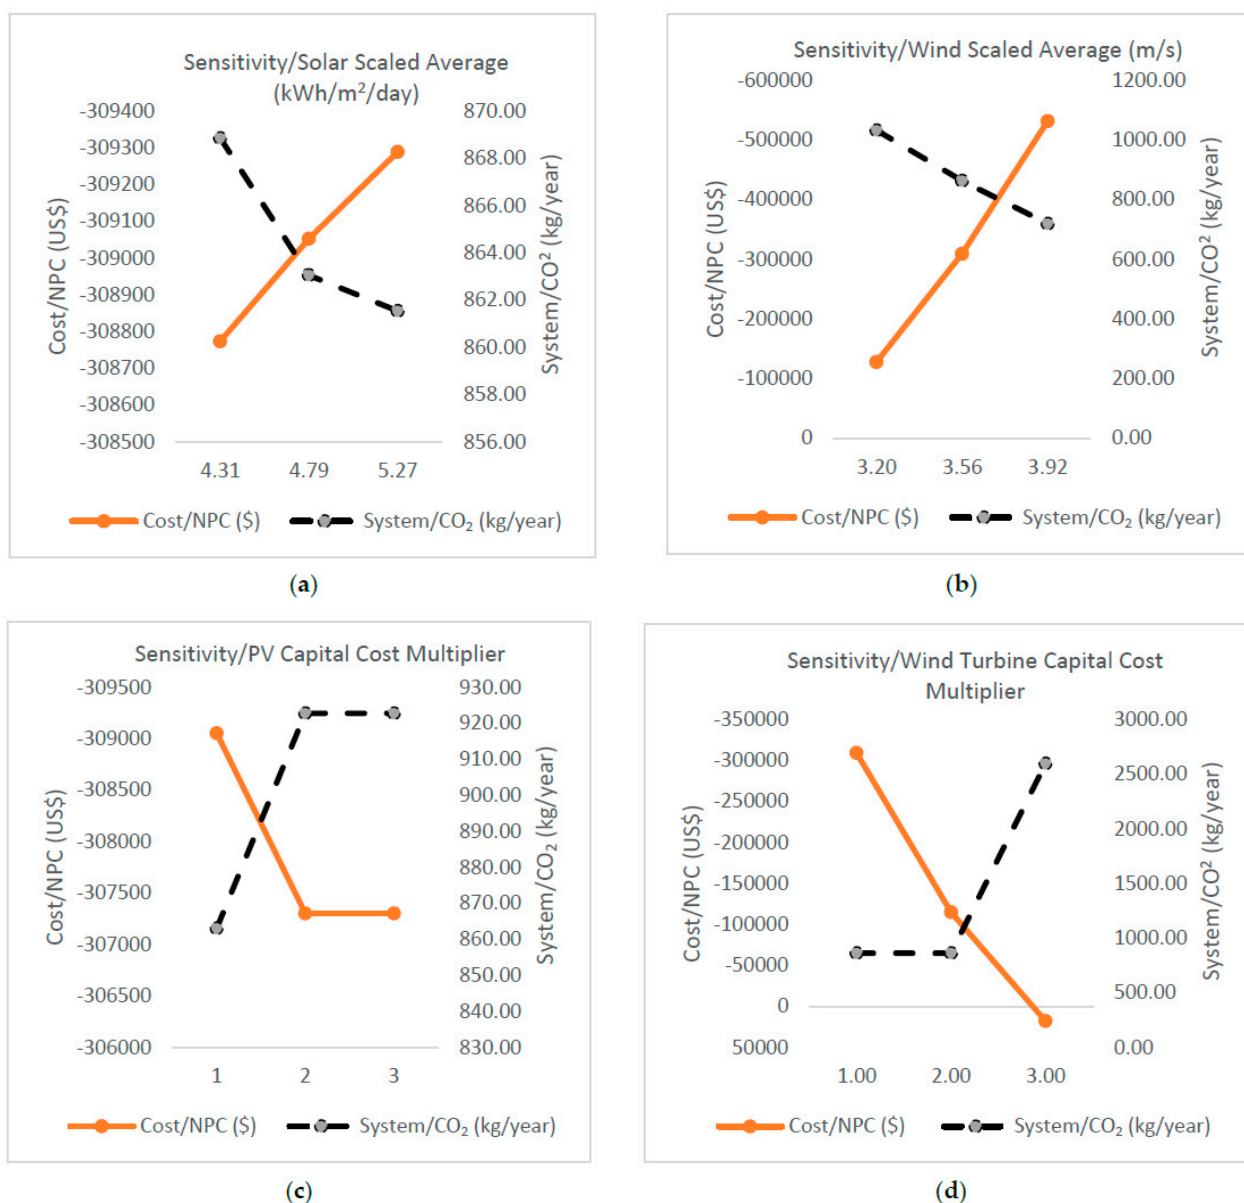 Sensitivity/Solar Scaled Average
(kWh/m²/day)
-309400
-309300
-309200
-309100
-309000
-308900
-308800
-308700
-308600
-308500
Cost/NPC (US$)
870.00
868.00
866.00
864.00
862.00
860.00
858.00
856.00
System/CO² (kg/year)
4.31 4.79 5.27
Cost/NPC ($) System/CO₂ (kg/year)
(a)
Sensitivity/Wind Scaled Average (m/s)
-600000
-500000
-400000
-300000
-200000
-100000
0
Cost/NPC (US$)
1200.00
1000.00
800.00
600.00
400.00
200.00
0.00
System/CO² (kg/year)
3.20 3.56 3.92
Cost/NPC ($) System/CO₂ (kg/year)
(b)
Sensitivity/PV Capital Cost Multiplier
-309500
-309000
-308500
-308000
-307500
-307000
-306500
-306000
Cost/NPC (US$)
930.00
920.00
910.00
900.00
890.00
880.00
870.00
860.00
850.00
840.00
830.00
System/CO₂ (kg/year)
1 2 3
Cost/NPC ($) System/CO₂ (kg/year)
(c)
Sensitivity/Wind Turbine Capital Cost
Multiplier
-350000
-300000
-250000
-200000
-150000
-100000
-50000
0
50000
Cost/NPC (US$)
3000.00
2500.00
2000.00
1500.00
1000.00
500.00
0.00
System/CO² (kg/year)
1.00 2.00 3.00
Cost/NPC ($) System/CO₂ (kg/year)
(d)